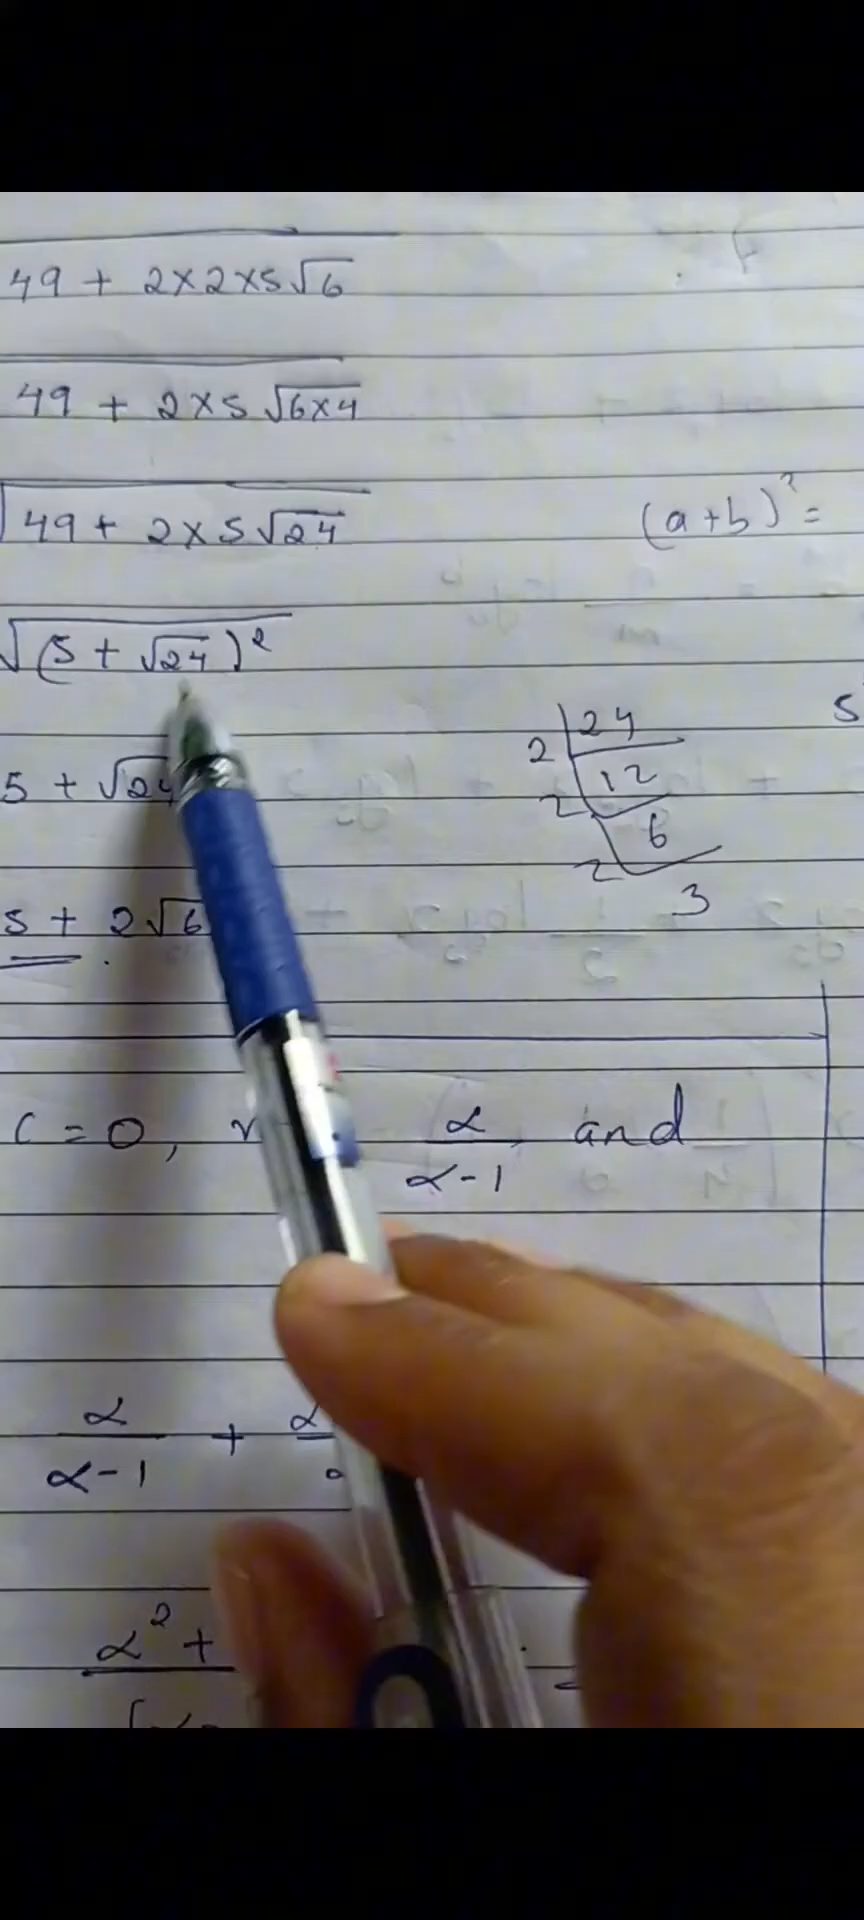 49 + 2×2×5√6
49 + 2×5 √6×4
√49 + 2×5√24
(a+b)² =
√(5 + √24)²
5 + √24
2 24
2 12
2 6
3
5
5 + 2√6
c = 0, α/α-1 and
α/α-1 + α
α² +